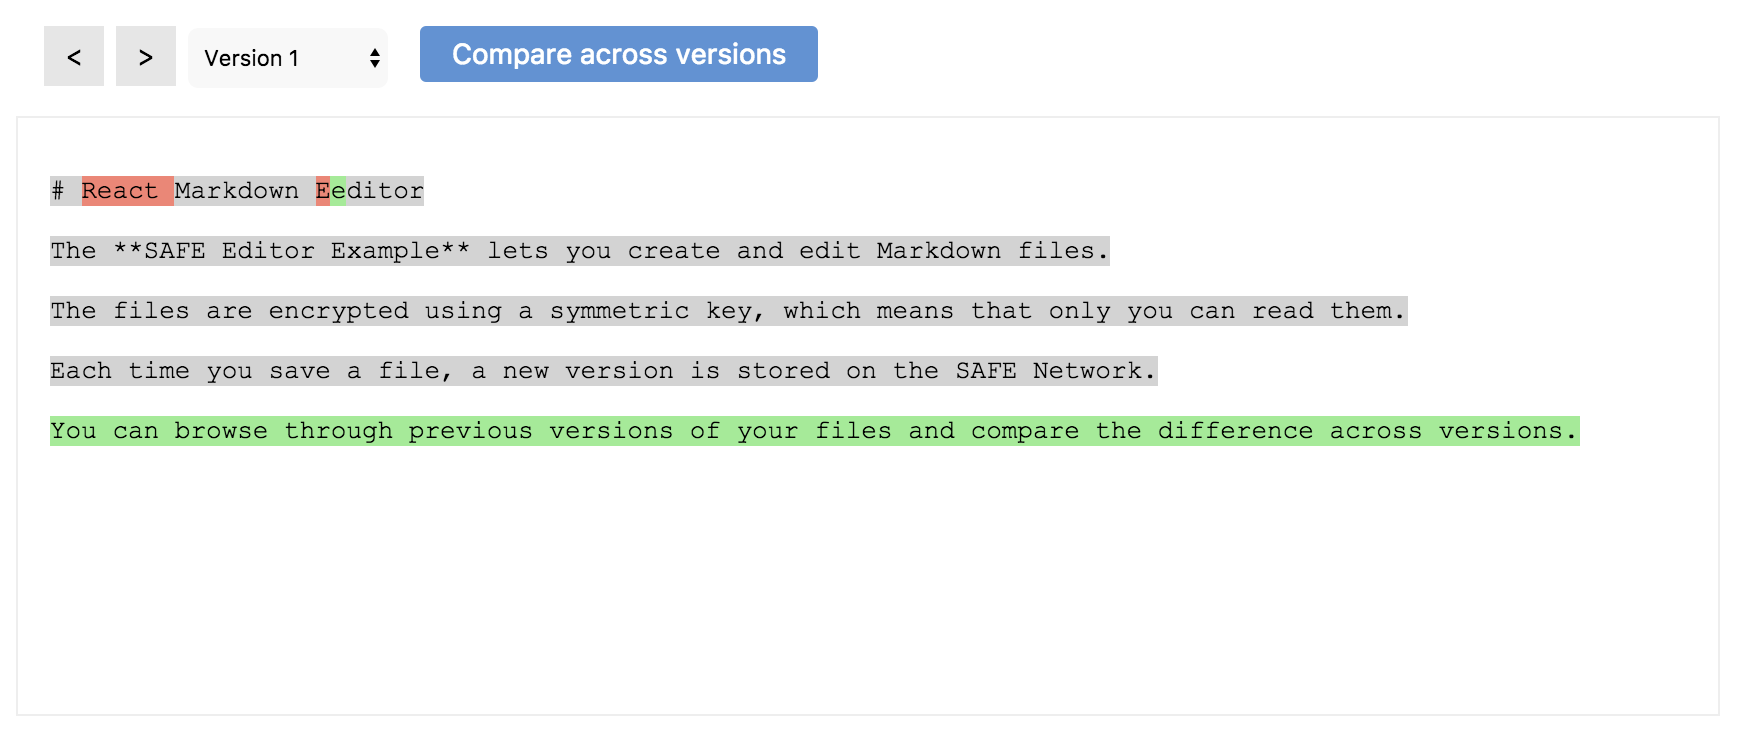 < > Version 1 Compare across versions
# React Markdown Eeditor
The **SAFE Editor Example** lets you create and edit Markdown files.
The files are encrypted using a symmetric key, which means that only you can read them.
Each time you save a file, a new version is stored on the SAFE Network.
You can browse through previous versions of your files and compare the difference across versions.